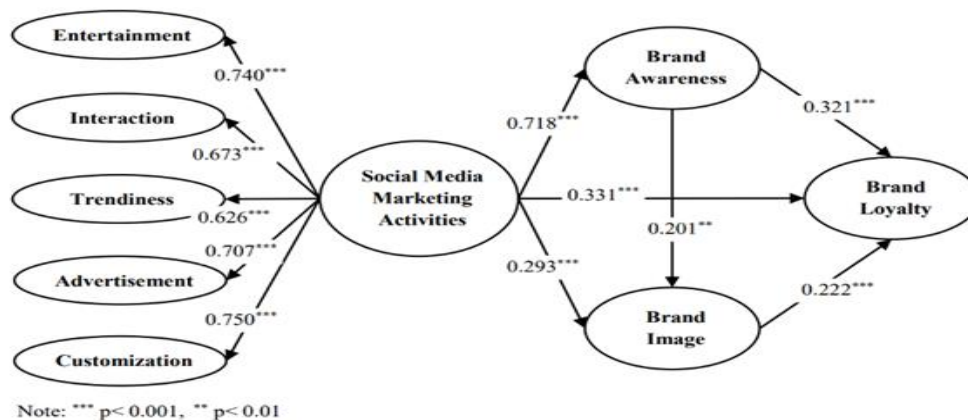 Entertainment
0.740***
Interaction
0.673***
Trendiness
0.626***
Advertisement
0.707***
Customization
0.750***
Social Media
Marketing
Activities
Brand
Awareness
0.718***
0.321***
0.331***
Brand
Loyalty
0.201**
0.293***
0.222***
Brand
Image
Note: *** p< 0.001, ** p< 0.01